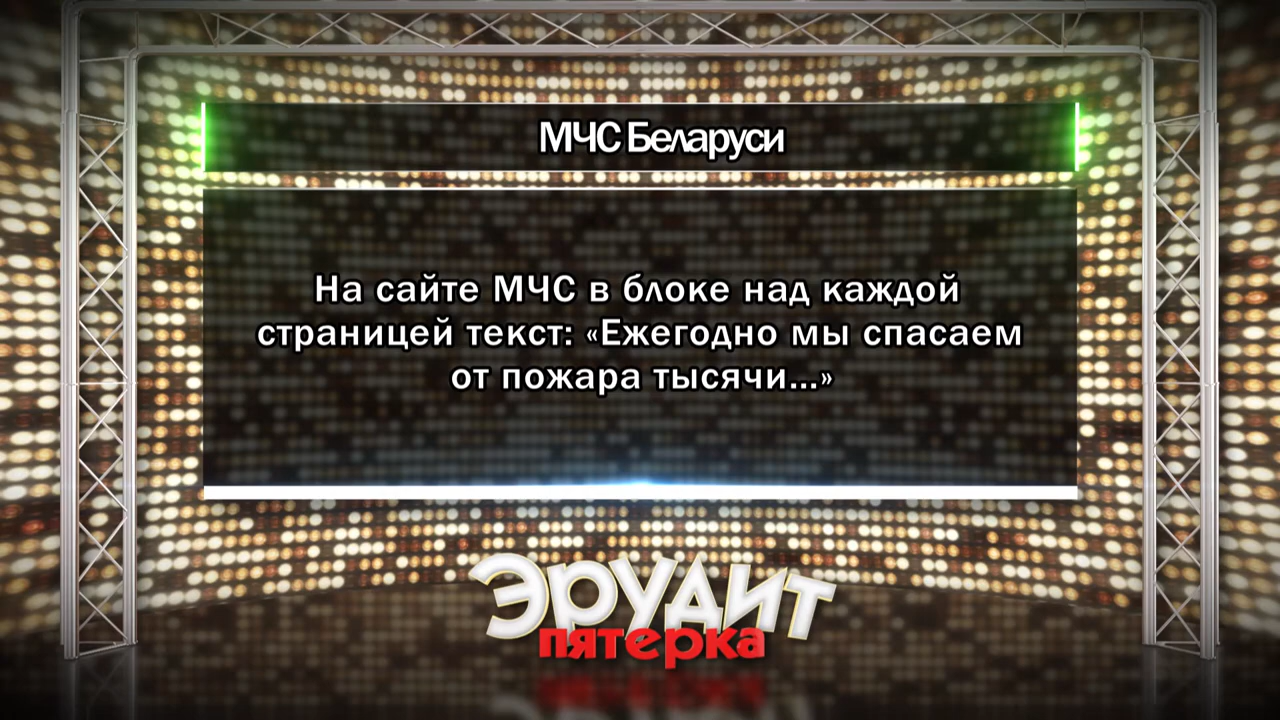 МЧС Беларуси
На сайте МЧС в блоке над каждой
страницей текст: «Ежегодно мы спасаем
от пожара тысячи...»
Эрудит
пятерка